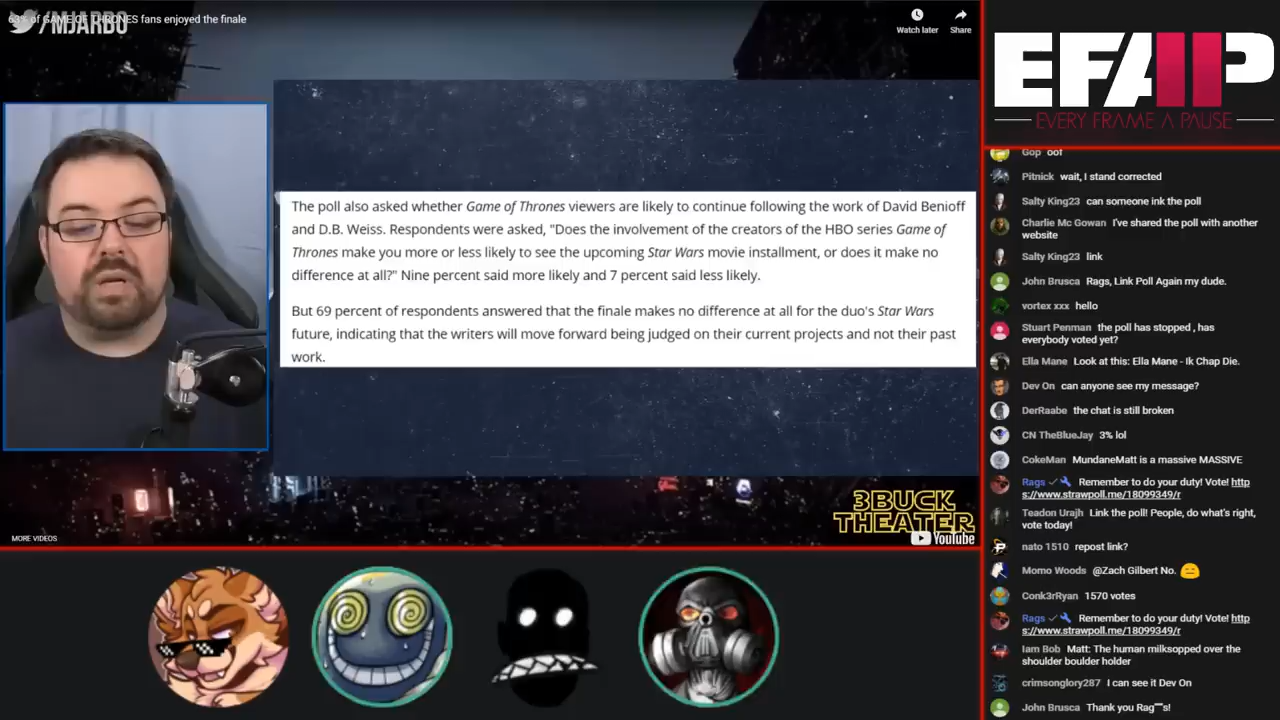 63% of GAME OF THRONES fans enjoyed the finale
/MJARBO
Watch later
Share
The poll also asked whether Game of Thrones viewers are likely to continue following the work of David Benioff
and D.B. Weiss. Respondents were asked, "Does the involvement of the creators of the HBO series Game of
Thrones make you more or less likely to see the upcoming Star Wars movie installment, or does it make no
difference at all?" Nine percent said more likely and 7 percent said less likely.
But 69 percent of respondents answered that the finale makes no difference at all for the duo's Star Wars
future, indicating that the writers will move forward being judged on their current projects and not their past
work.
3BUCK
THEATER
YouTube
MORE VIDEOS
EFAP
EVERY FRAME A PAUSE
Gop oof
Pitnick wait, I stand corrected
Salty King23 can someone ink the poll
Charlie Mc Gowan I've shared the poll with another
website
Salty King23 link
John Brusca Rags, Link Poll Again my dude.
vortex xxx hello
Stuart Penman the poll has stopped , has
everybody voted yet?
Ella Mane Look at this: Ella Mane - Ik Chap Die.
Dev On can anyone see my message?
DerRaabe the chat is still broken
CN TheBlueJay 3% lol
CokeMan MundaneMatt is a massive MASSIVE
Rags Remember to do your duty! Vote! http
s://www.strawpoll.me/18099349/r
Teadon Urajh Link the poll! People, do what's right,
vote today!
nato 1510 repost link?
Momo Woods @Zach Gilbert No.
Conk3rRyan 1570 votes
Rags Remember to do your duty! Vote! http
s://www.strawpoll.me/18099349/r
Iam Bob Matt: The human milksopped over the
shoulder boulder holder
crimsonglory287 I can see it Dev On
John Brusca Thank you Rag""s!